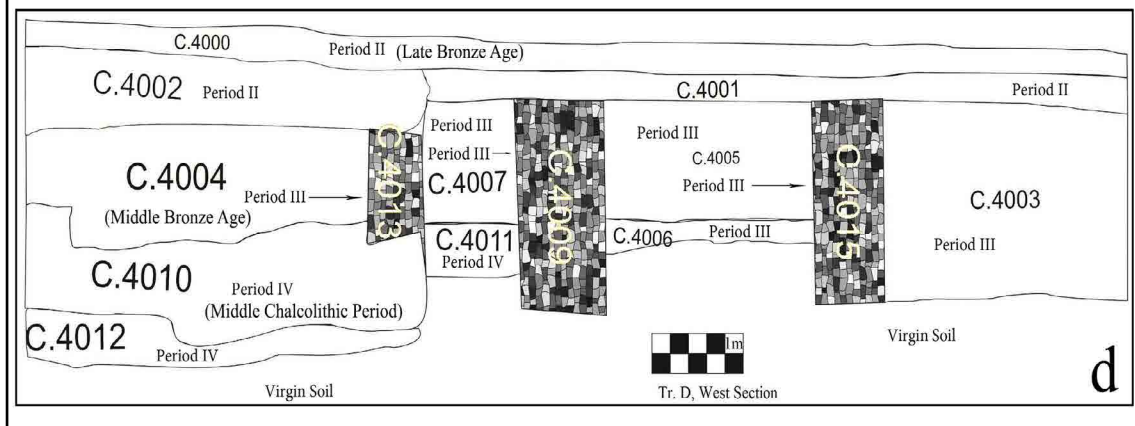 C.4000
Period II (Late Bronze Age)
C.4002 Period II
C.4001
Period II
C.4004
Period III
(Middle Bronze Age)
C 4013
Period III
Period III
C.4007
C.4011
Period IV
C.4009
Period III
C.4005
Period III
C.4006
Period III
C.4015
C.4003
Period III
C.4010
Period IV
(Middle Chalcolithic Period)
C.4012
Period IV
Virgin Soil
1m
Tr. D, West Section
Virgin Soil
d